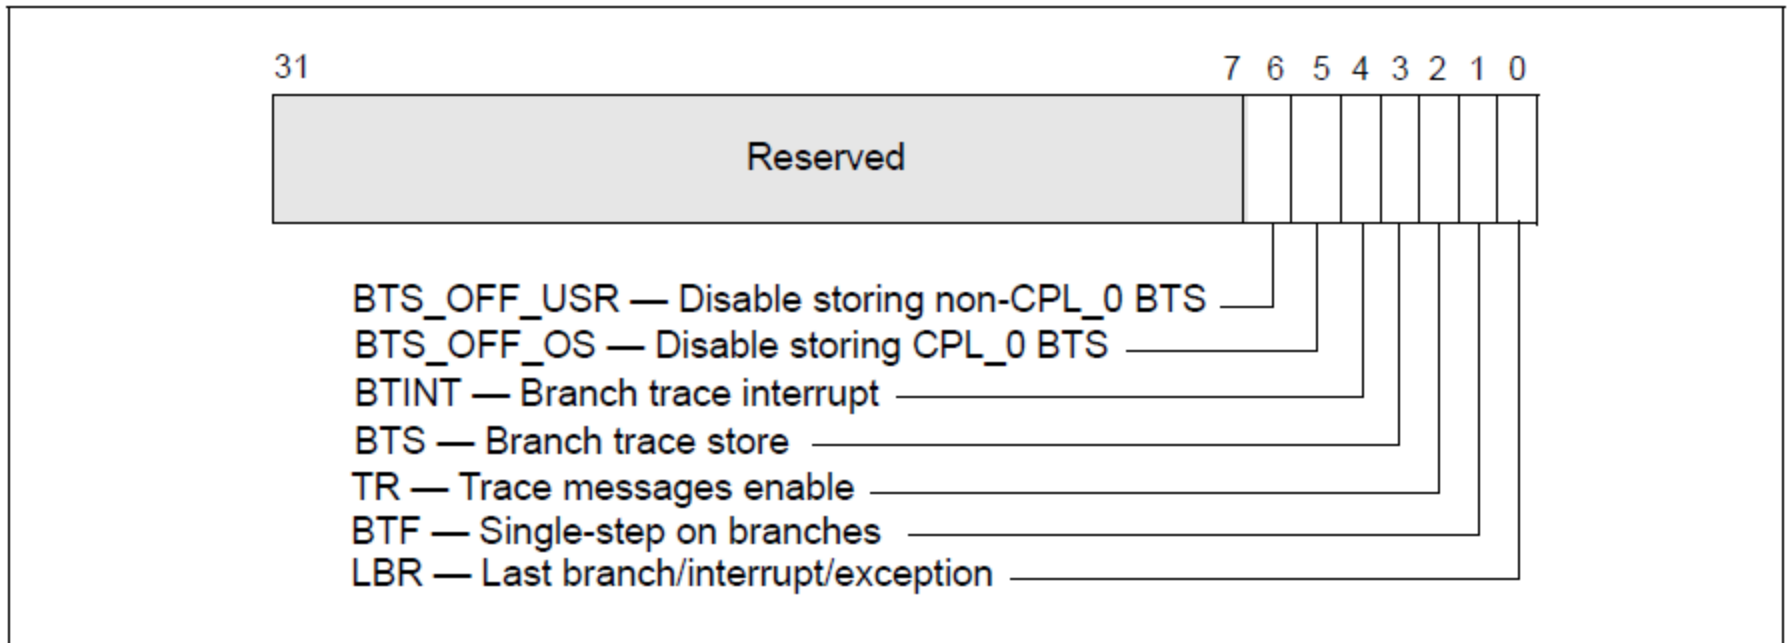 31 7 6 5 4 3 2 1 0
Reserved
BTS_OFF_USR — Disable storing non-CPL_0 BTS
BTS_OFF_OS — Disable storing CPL_0 BTS
BTINT — Branch trace interrupt
BTS — Branch trace store
TR — Trace messages enable
BTF — Single-step on branches
LBR — Last branch/interrupt/exception